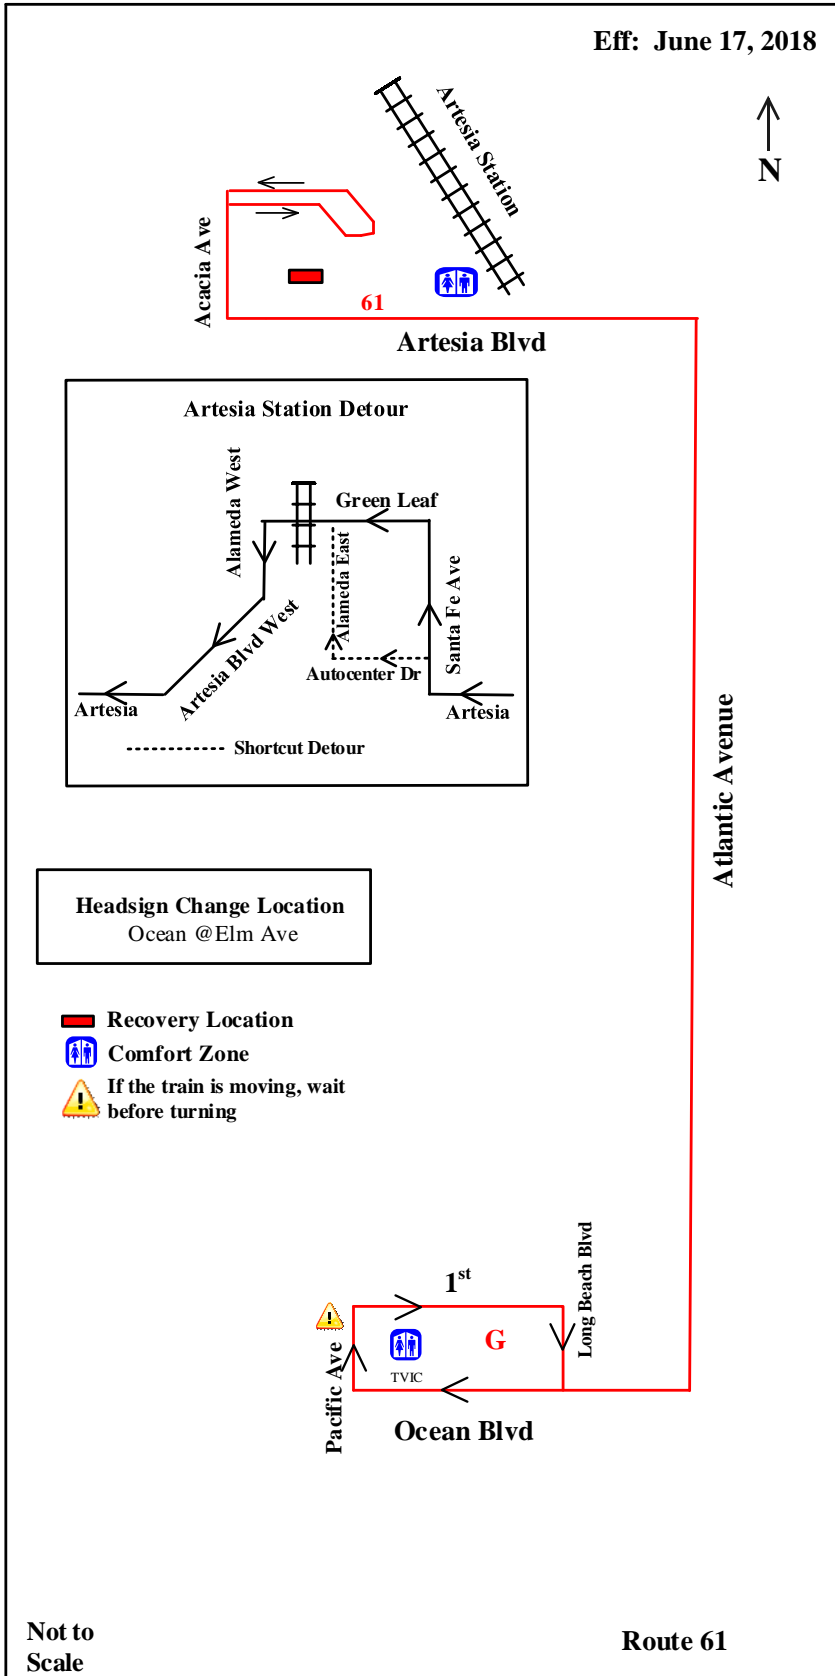 Eff: June 17, 2018
Artesia Station
N
Acacia Ave
61
Artesia Blvd
Artesia Station Detour
Alameda West
Green Leaf
Alameda East
Santa Fe Ave
Artesia Blvd West
Autocenter Dr
Artesia
Artesia
Shortcut Detour
Atlantic Avenue
Headsign Change Location
Ocean @Elm Ave
Recovery Location
Comfort Zone
If the train is moving, wait
before turning
1st
Long Beach Blvd
G
Pacific Ave
TVIC
Ocean Blvd
Not to
Scale
Route 61